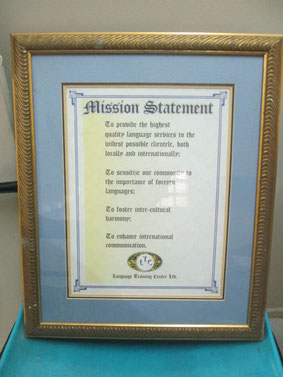 Mission Statement
To provide the highest
quality language services to the
widest possible clientele, both
locally and internationally;
To sensitize our community to
the importance of foreign
languages;
To foster inter-cultural
harmony;
To enhance international
communication.
LTC
Language Training Center Ltd.